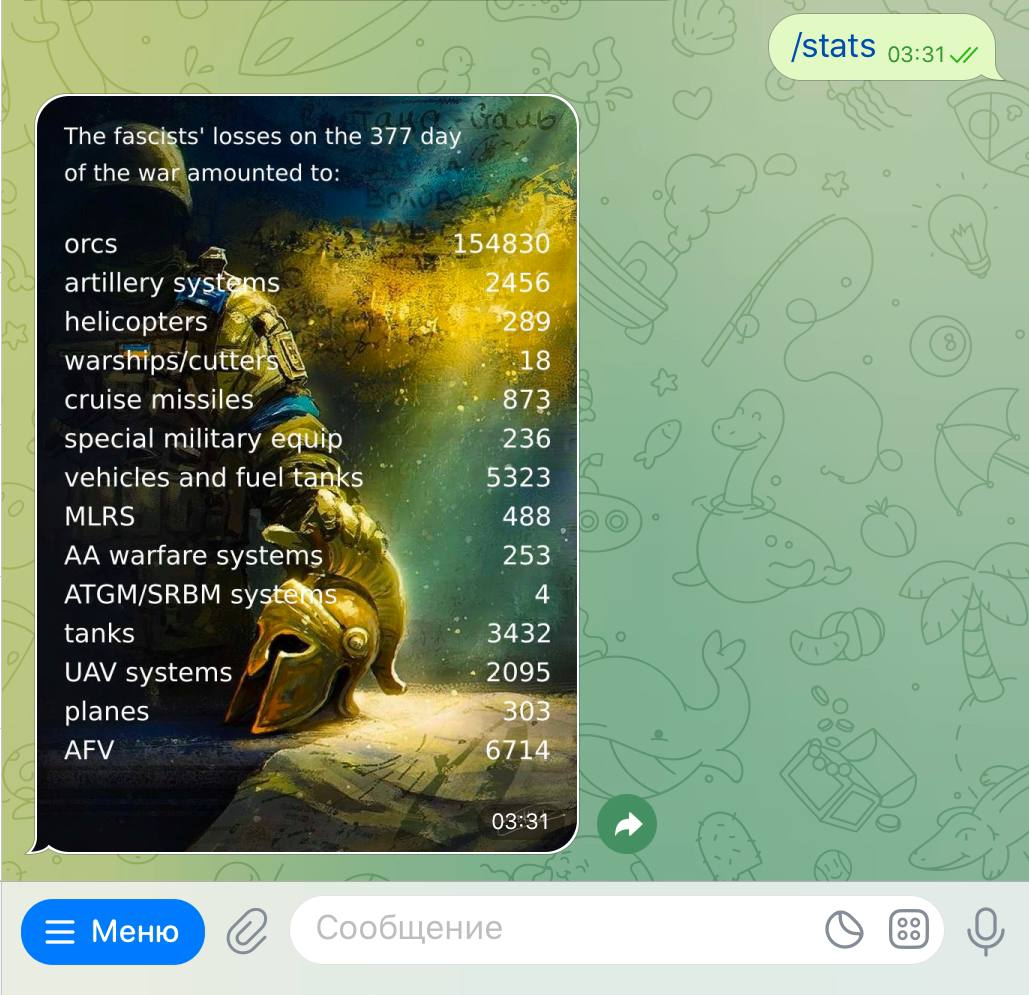 /stats 03:31
The fascists' losses on the 377 day
of the war amounted to:
orcs 154830
artillery systems 2456
helicopters 289
warships/cutters 18
cruise missiles 873
special military equip 236
vehicles and fuel tanks 5323
MLRS 488
AA warfare systems 253
ATGM/SRBM systems 4
tanks 3432
UAV systems 2095
planes 303
AFV 6714
03:31
8
Меню
Сообщение